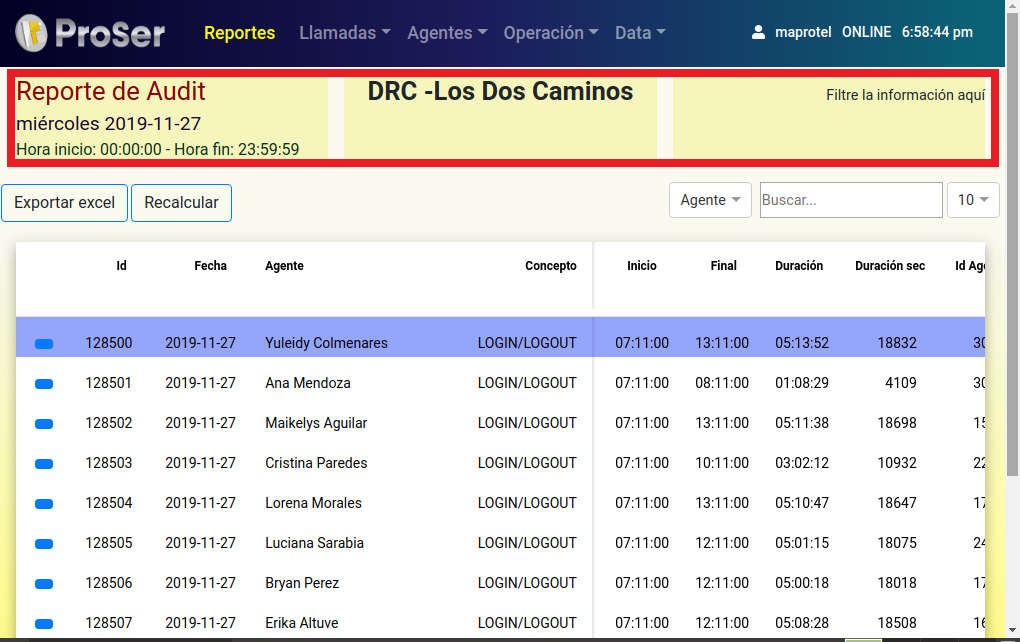 ProSer Reportes Llamadas Agentes Operación Data maprotel ONLINE 6:58:44 pm
Reporte de Audit
miércoles 2019-11-27
Hora inicio: 00:00:00 - Hora fin: 23:59:59
DRC -Los Dos Caminos
Filtre la información aquí
Exportar excel Recalcular Agente Buscar... 10
Id Fecha Agente Concepto Inicio Final Duración Duración sec Id Age
128500 2019-11-27 Yuleidy Colmenares LOGIN/LOGOUT 07:11:00 13:11:00 05:13:52 18832 30
128501 2019-11-27 Ana Mendoza LOGIN/LOGOUT 07:11:00 08:11:00 01:08:29 4109 30
128502 2019-11-27 Maikelys Aguilar LOGIN/LOGOUT 07:11:00 13:11:00 05:11:38 18698 15
128503 2019-11-27 Cristina Paredes LOGIN/LOGOUT 07:11:00 10:11:00 03:02:12 10932 22
128504 2019-11-27 Lorena Morales LOGIN/LOGOUT 07:11:00 13:11:00 05:10:47 18647 17
128505 2019-11-27 Luciana Sarabia LOGIN/LOGOUT 07:11:00 12:11:00 05:01:15 18075 24
128506 2019-11-27 Bryan Perez LOGIN/LOGOUT 07:11:00 12:11:00 05:00:18 18018 17
128507 2019-11-27 Erika Altuve LOGIN/LOGOUT 07:11:00 12:11:00 05:08:28 18508 16